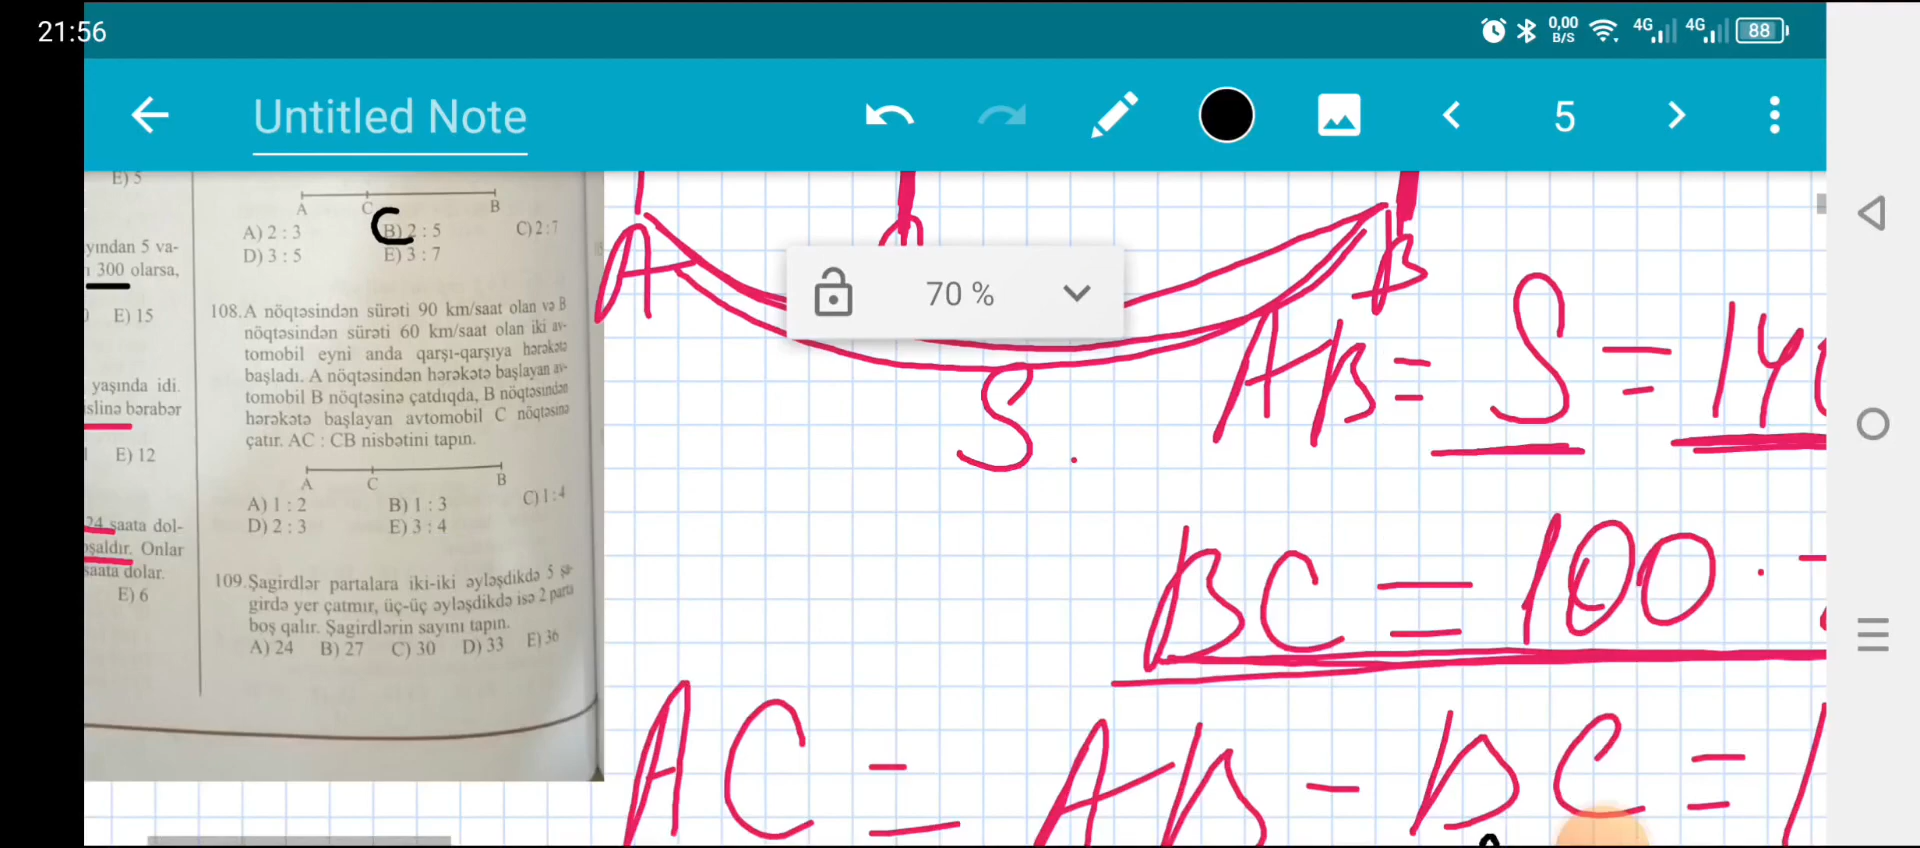 21:56
0,00 B/S
4G
4G
88
Untitled Note
5
70 %
E) 5
A C B
A) 2 : 3 B) 2 : 5 C) 2:7
D) 3 : 5 E) 3 : 7
yından 5 va-
300 olarsa,
E) 15
yaşında idi.
slinə bərabər
E) 12
24 saata dol-
oşaldır. Onlar
saata dolar.
E) 6
108. A nöqtəsindən sürəti 90 km/saat olan və B
nöqtəsindən sürəti 60 km/saat olan iki av-
tomobil eyni anda qarşı-qarşıya hərəkətə
başladı. A nöqtəsindən hərəkətə başlayan av-
tomobil B nöqtəsinə çatdıqda, B nöqtəsindən
hərəkətə başlayan avtomobil C nöqtəsinə
çatır. AC : CB nisbətini tapın.
A C B
A) 1 : 2 B) 1 : 3 C) 1:4
D) 2 : 3 E) 3 : 4
109. Şagirdlər partalara iki-iki əyləşdikdə 5 şa-
girdə yer çatmır, üç-üç əyləşdikdə isə 2 parta
boş qalır. Şagirdlərin sayını tapın.
A) 24 B) 27 C) 30 D) 33 E) 36
A B
S.
AB = S = 140
BC = 100 ·
AC = AB - BC =